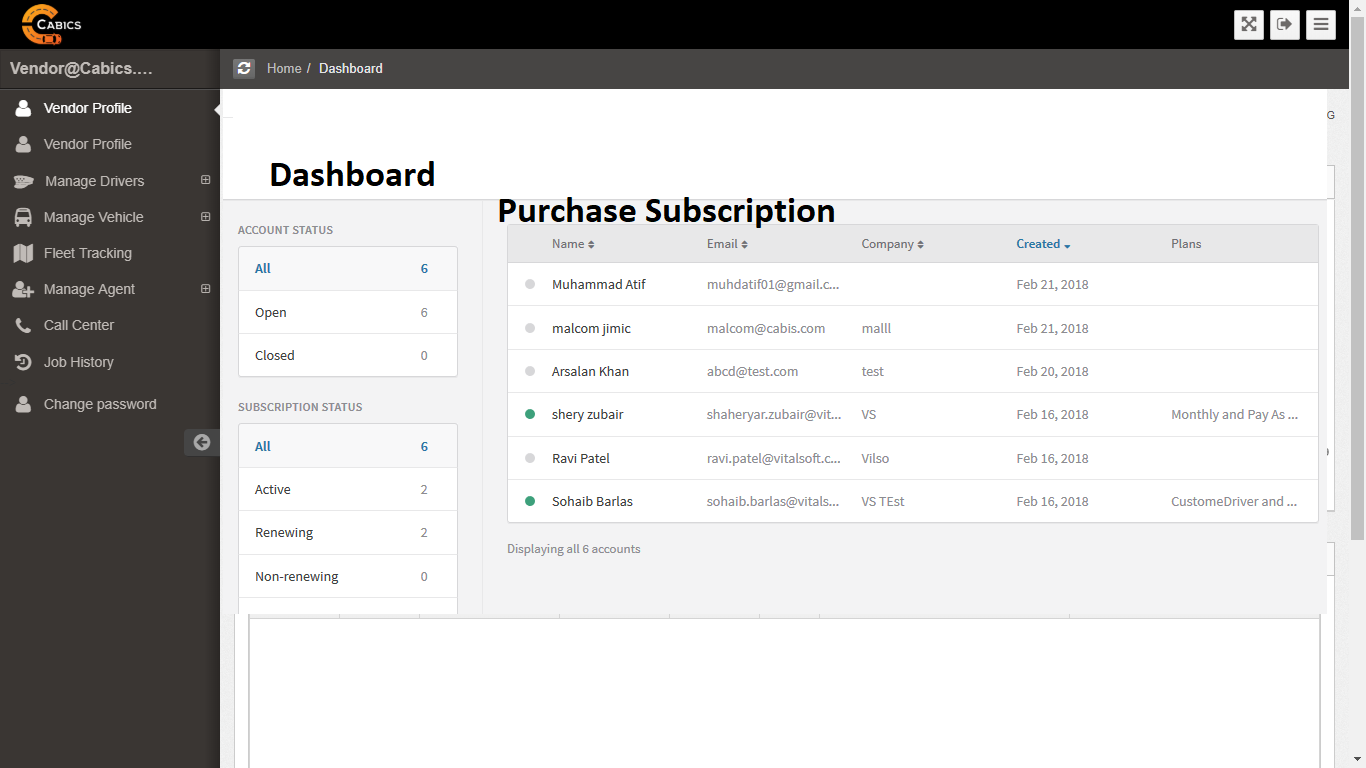 CABICS
Vendor@Cabics....
Home / Dashboard
Vendor Profile
Vendor Profile
Manage Drivers
Manage Vehicle
Fleet Tracking
Manage Agent
Call Center
Job History
Change password
G
Dashboard
Purchase Subscription
ACCOUNT STATUS
All 6
Open 6
Closed 0
SUBSCRIPTION STATUS
All 6
Active 2
Renewing 2
Non-renewing 0
Name Email Company Created Plans
Muhammad Atif muhdatif01@gmail.c... Feb 21, 2018
malcom jimic malcom@cabis.com malll Feb 21, 2018
Arsalan Khan abcd@test.com test Feb 20, 2018
shery zubair shaheryar.zubair@vit... VS Feb 16, 2018 Monthly and Pay As ...
Ravi Patel ravi.patel@vitalsoft.c... Vilso Feb 16, 2018
Sohaib Barlas sohaib.barlas@vitals... VS TEst Feb 16, 2018 CustomeDriver and ...
Displaying all 6 accounts